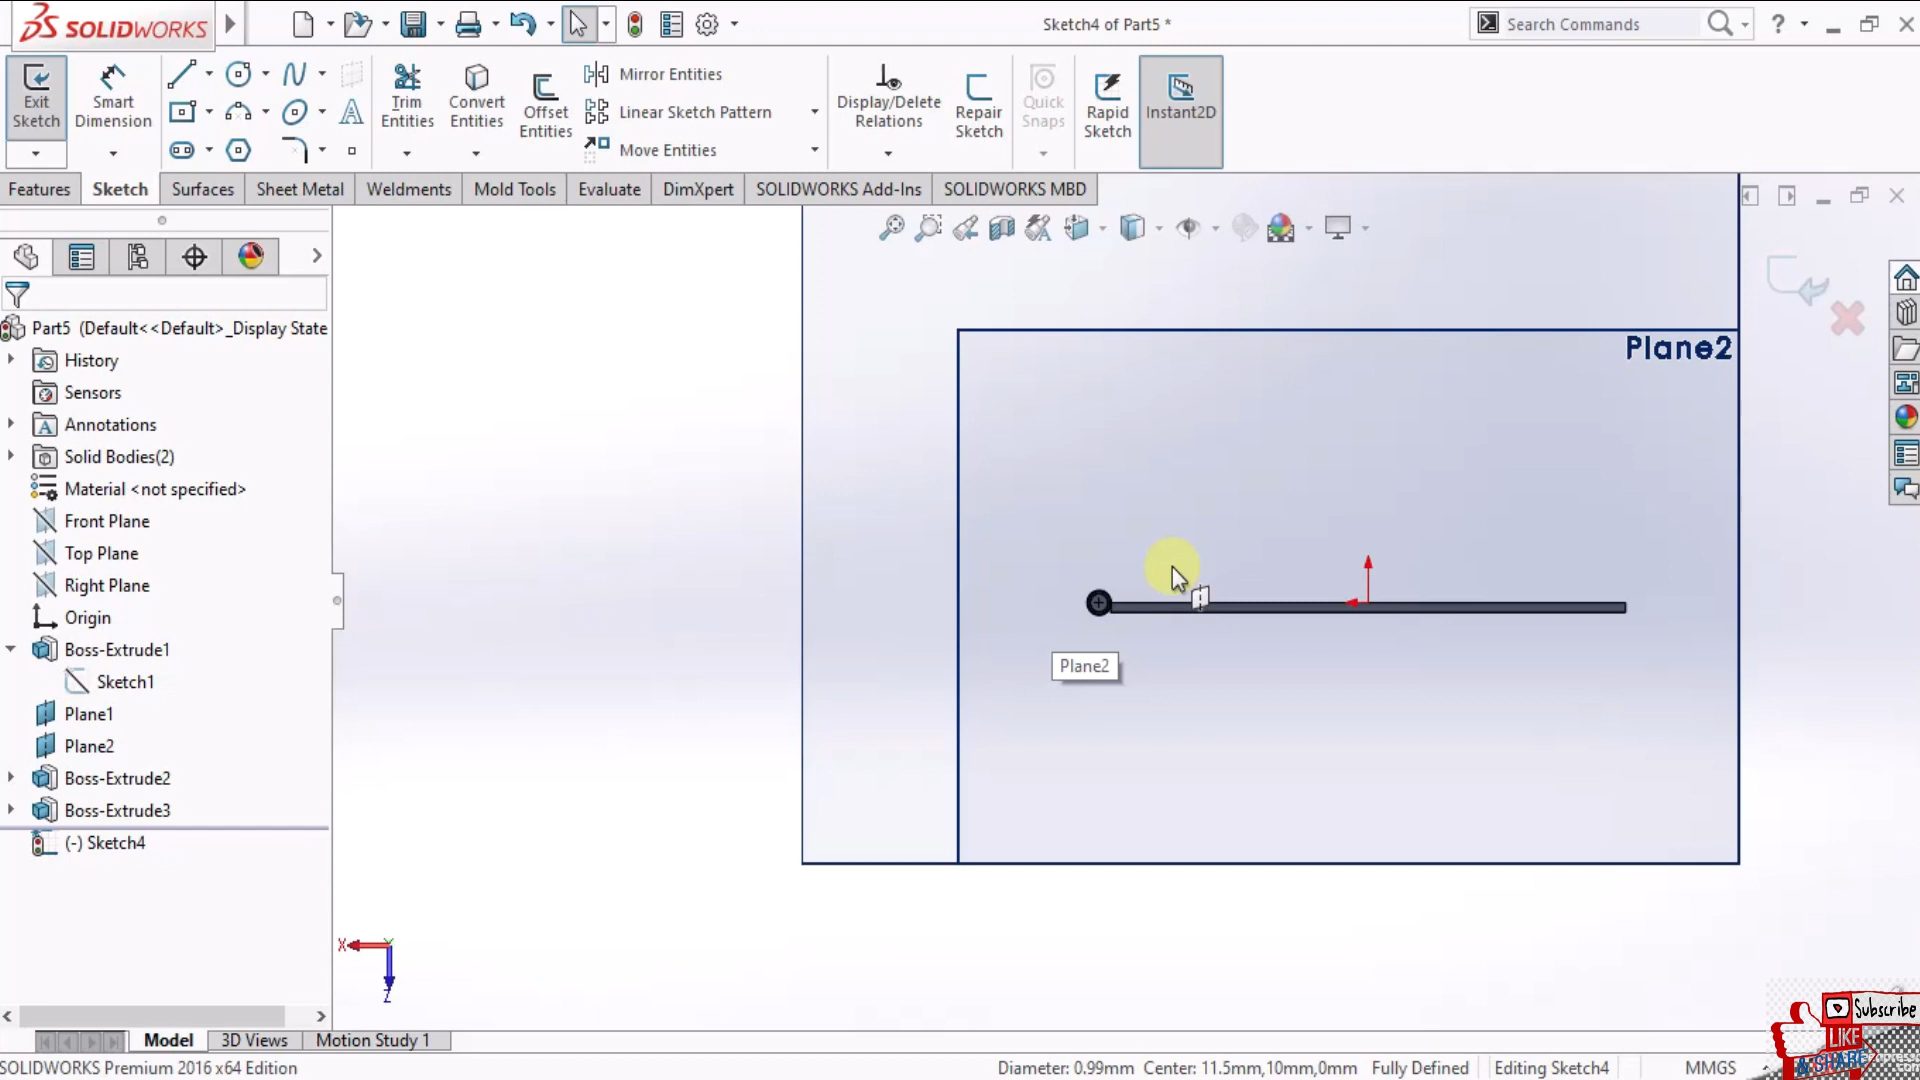 SOLIDWORKS
Sketch4 of Part5 *
Search Commands
?
Exit Sketch
Smart Dimension
Trim Entities
Convert Entities
Offset Entities
Mirror Entities
Linear Sketch Pattern
Move Entities
Display/Delete Relations
Repair Sketch
Quick Snaps
Rapid Sketch
Instant2D
Features
Sketch
Surfaces
Sheet Metal
Weldments
Mold Tools
Evaluate
DimXpert
SOLIDWORKS Add-Ins
SOLIDWORKS MBD
Part5 (Default<<Default>_Display State
History
Sensors
Annotations
Solid Bodies(2)
Material <not specified>
Front Plane
Top Plane
Right Plane
Origin
Boss-Extrude1
Sketch1
Plane1
Plane2
Boss-Extrude2
Boss-Extrude3
(-) Sketch4
Plane2
Plane2
X
Y
Z
Model
3D Views
Motion Study 1
Subscribe
LIKE
& SHARE
SOLIDWORKS Premium 2016 x64 Edition
Diameter: 0.99mm Center: 11.5mm,10mm,0mm
Fully Defined
Editing Sketch4
MMGS